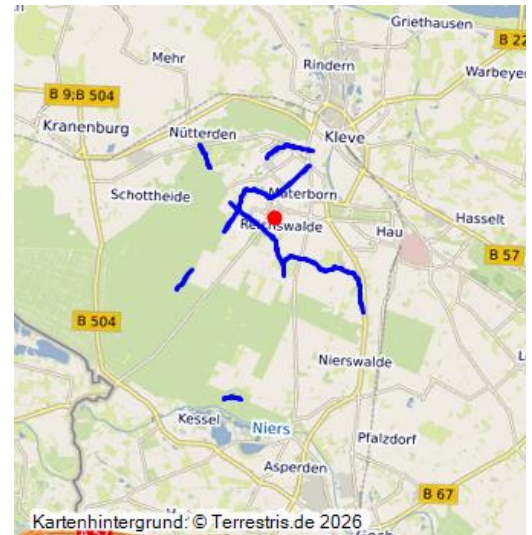 Griethausen
B 22
Mehr
Rindern
Warbeyen
B 9;B 504
Kranenburg
Nütterden
Kleve
Schottheide
Materborn
Hasselt
Reichswalde
Hau
B 57
B 504
Nierswalde
Kessel
Niers
Pfalzdorf
Asperden
B 67
Kartenhintergrund: © Terrestris.de 2026